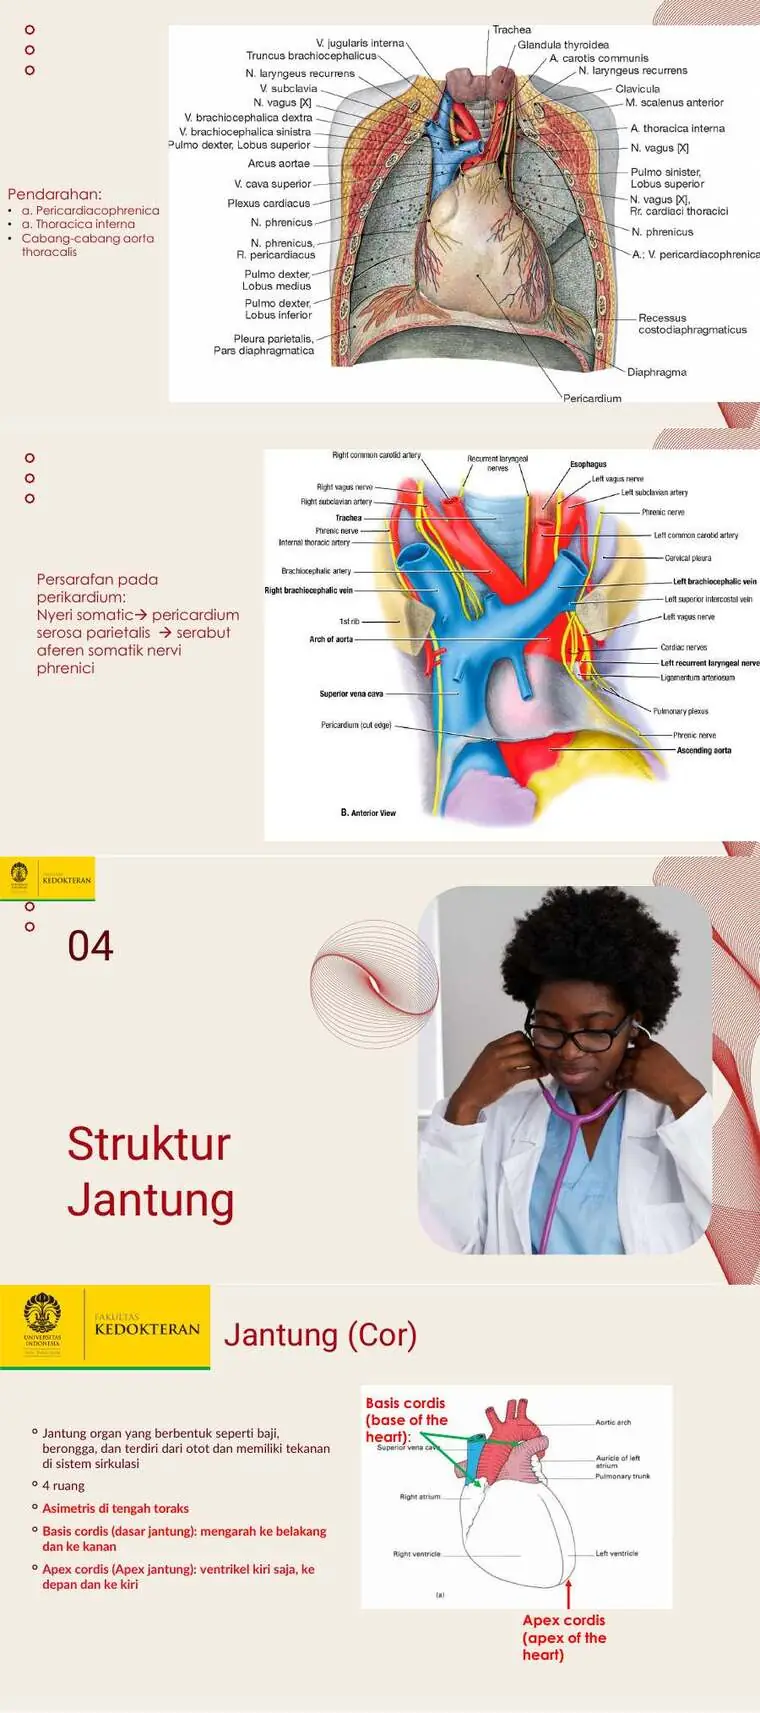 Pendarahan:
• a. Pericardiacophrenica
• a. Thoracica interna
• Cabang-cabang aorta
thoracalis
V. jugularis interna
Truncus brachiocephalicus
N. laryngeus recurrens
V. subclavia
N. vagus [X]
V. brachiocephalica dextra
V. brachiocephalica sinistra
Pulmo dexter, Lobus superior
Arcus aortae
V. cava superior
Plexus cardiacus
N. phrenicus
N. phrenicus,
R. pericardiacus
Pulmo dexter,
Lobus medius
Pulmo dexter,
Lobus inferior
Pleura parietalis,
Pars diaphragmatica
Trachea
Glandula thyroidea
A. carotis communis
N. laryngeus recurrens
Clavicula
M. scalenus anterior
A. thoracica interna
N. vagus [X]
Pulmo sinister,
Lobus superior
N. vagus [X],
Rr. cardiaci thoracici
N. phrenicus
A.; V. pericardiacophrenica
Recessus
costodiaphragmaticus
Diaphragma
Pericardium
Persarafan pada
perikardium:
Nyeri somatic→ pericardium
serosa parietalis → serabut
aferen somatik nervi
phrenici
Right common carotid artery
Recurrent laryngeal
nerves
Esophagus
Right vagus nerve
Right subclavian artery
Trachea
Phrenic nerve
Internal thoracic artery
Brachiocephalic artery
Right brachiocephalic vein
1st rib
Arch of aorta
Superior vena cava
Pericardium (cut edge)
Left vagus nerve
Left subclavian artery
Phrenic nerve
Left common carotid artery
Cervical pleura
Left brachiocephalic vein
Left superior intercostal vein
Left vagus nerve
Cardiac nerves
Left recurrent laryngeal nerve
Ligamentum arteriosum
Pulmonary plexus
Phrenic nerve
Ascending aorta
B. Anterior View
KEDOKTERAN
04
Struktur
Jantung
UNIVERSITAS
INDONESIA
FAKULTAS
KEDOKTERAN
Jantung (Cor)
Jantung organ yang berbentuk seperti baji,
berongga, dan terdiri dari otot dan memiliki tekanan
di sistem sirkulasi
4 ruang
Asimetris di tengah toraks
Basis cordis (dasar jantung): mengarah ke belakang
dan ke kanan
Apex cordis (Apex jantung): ventrikel kiri saja, ke
depan dan ke kiri
Basis cordis
(base of the
heart):
Superior vena cava
Right atrium
Right ventricle
(a)
Aortic arch
Auricle of left
atrium
Pulmonary trunk
Left ventricle
Apex cordis
(apex of the
heart)